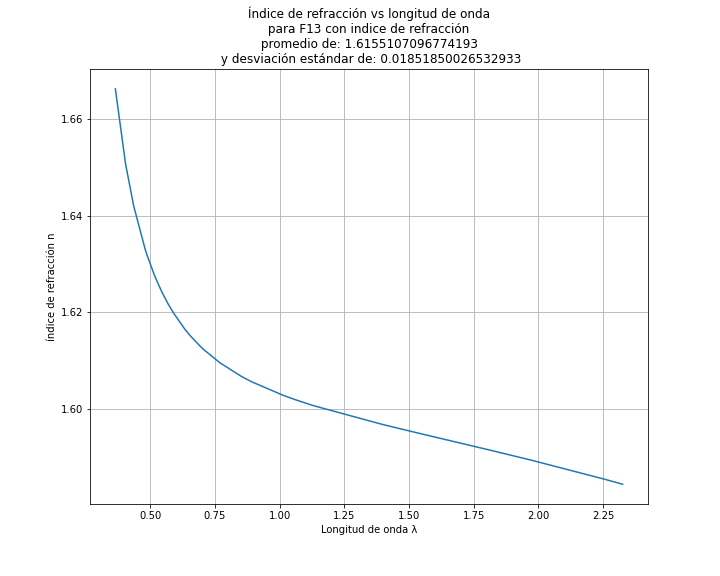 Índice de refracción vs longitud de onda
para F13 con indice de refracción
promedio de: 1.6155107096774193
y desviación estándar de: 0.01851850026532933
1.66
1.64
1.62
1.60
índice de refracción n
0.50 0.75 1.00 1.25 1.50 1.75 2.00 2.25
Longitud de onda λ